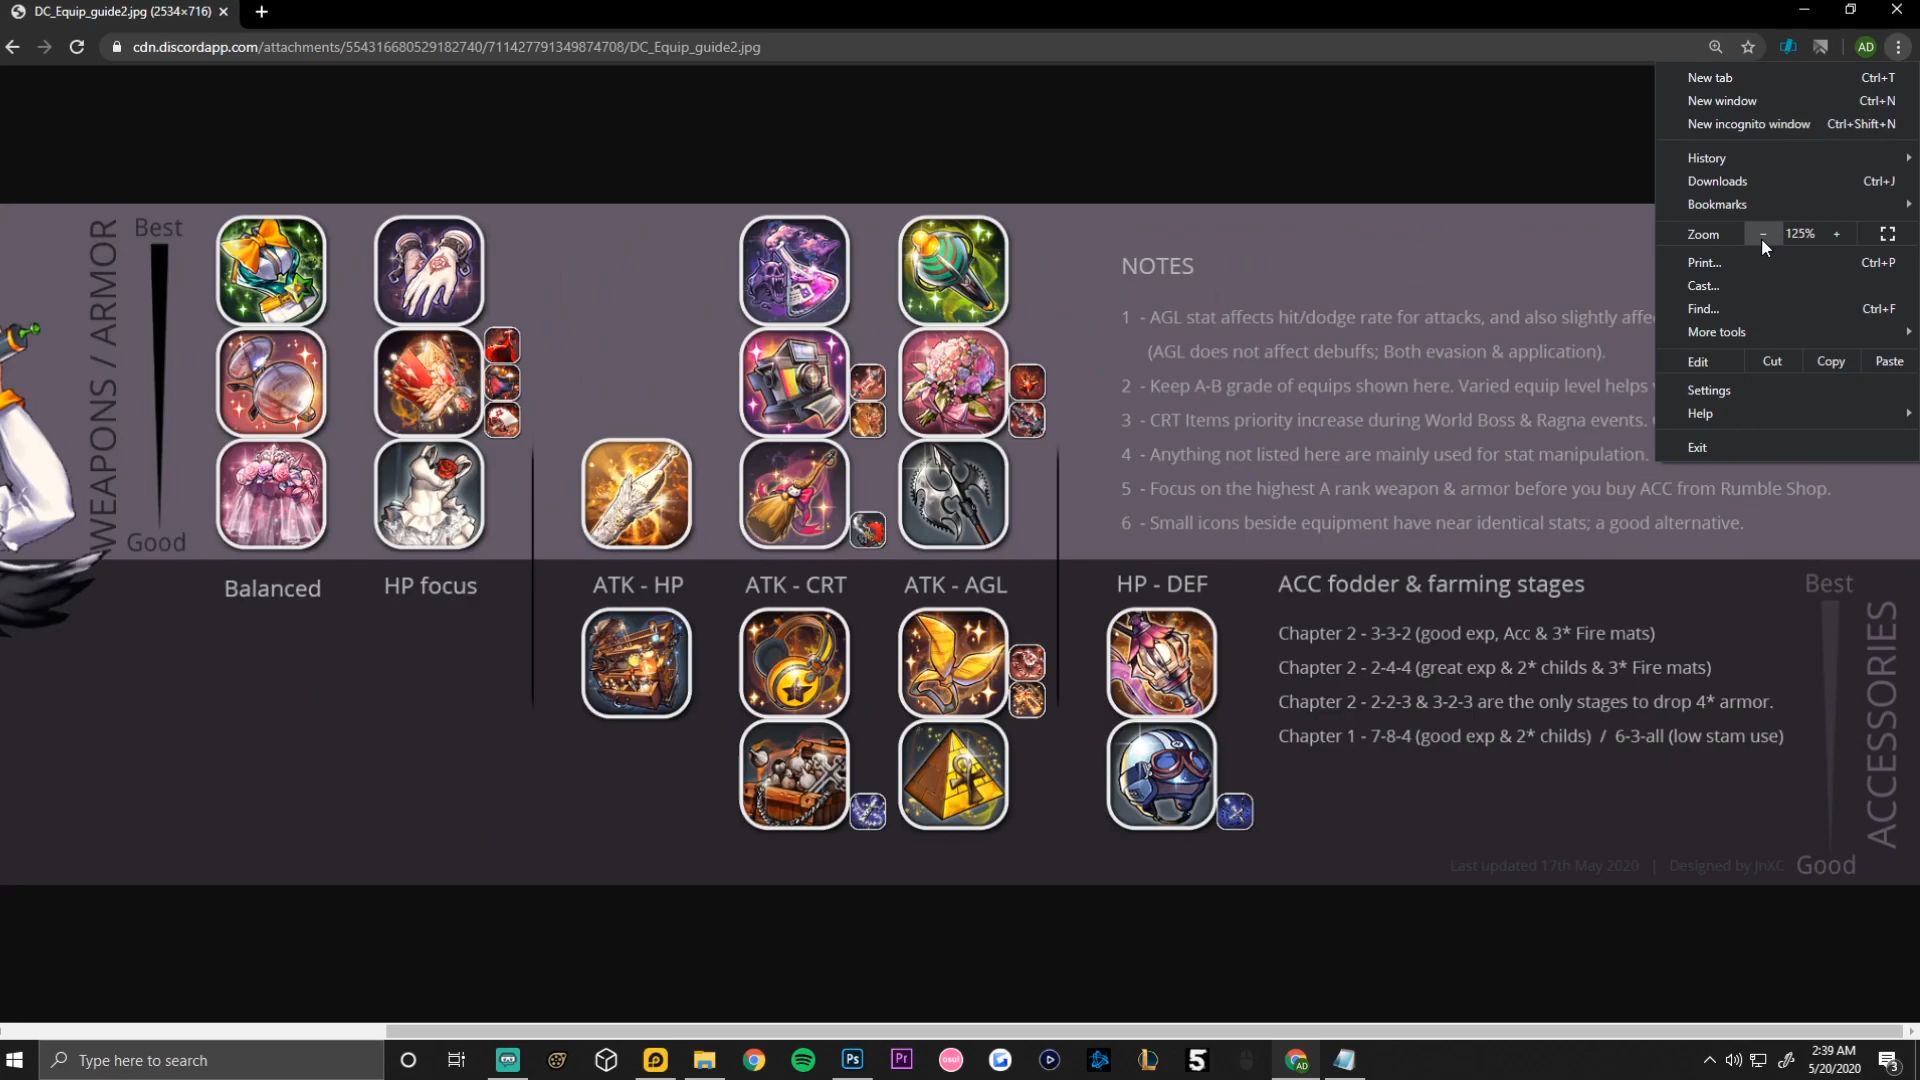 DC_Equip_guide2.jpg (2534×716)
cdn.discordapp.com/attachments/554316680529182740/711427791349874708/DC_Equip_guide2.jpg
AD
New tab Ctrl+T
New window Ctrl+N
New incognito window Ctrl+Shift+N
History
Downloads Ctrl+J
Bookmarks
Zoom - 125% +
Print... Ctrl+P
Cast...
Find... Ctrl+F
More tools
Edit Cut Copy Paste
Settings
Help
Exit
WEAPONS / ARMOR
Best
Good
NOTES
1 - AGL stat affects hit/dodge rate for attacks, and also slightly affe
(AGL does not affect debuffs; Both evasion & application).
2 - Keep A-B grade of equips shown here. Varied equip level helps
3 - CRT Items priority increase during World Boss & Ragna events.
4 - Anything not listed here are mainly used for stat manipulation.
5 - Focus on the highest A rank weapon & armor before you buy ACC from Rumble Shop.
6 - Small icons beside equipment have near identical stats; a good alternative.
Balanced
HP focus
ATK - HP
ATK - CRT
ATK - AGL
HP - DEF
ACC fodder & farming stages
Chapter 2 - 3-3-2 (good exp, Acc & 3* Fire mats)
Chapter 2 - 2-4-4 (great exp & 2* childs & 3* Fire mats)
Chapter 2 - 2-2-3 & 3-2-3 are the only stages to drop 4* armor.
Chapter 1 - 7-8-4 (good exp & 2* childs) / 6-3-all (low stam use)
Best
ACCESSORIES
Good
Last updated 17th May 2020 | Designed by JnXC
Type here to search
Ps
Pr
osu!
5
AD
2:39 AM
5/20/2020
3